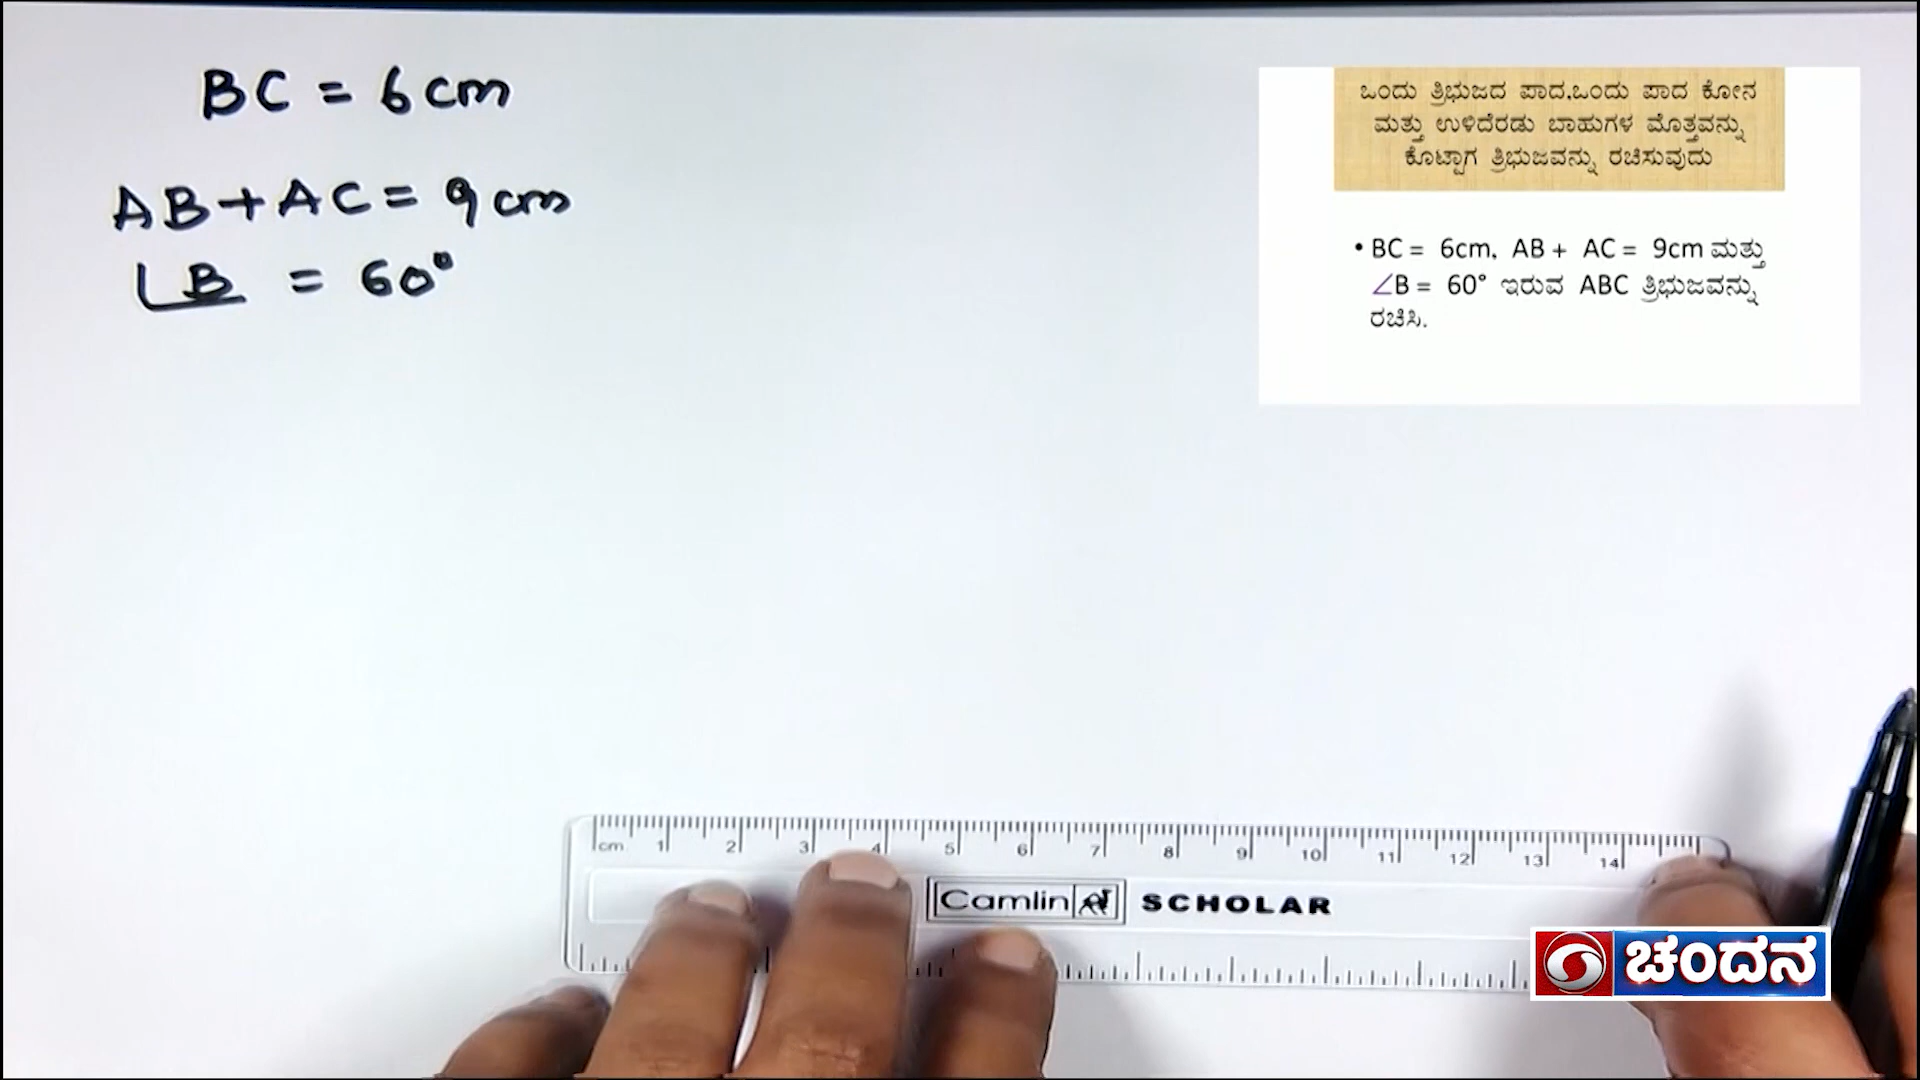 BC = 6 cm
AB + AC = 9 cm
∟B = 60°
ಒಂದು ತ್ರಿಭುಜದ ಪಾದ,ಒಂದು ಪಾದ ಕೋನ
ಮತ್ತು ಉಳಿದೆರಡು ಬಾಹುಗಳ ಮೊತ್ತವನ್ನು
ಕೊಟ್ಟಾಗ ತ್ರಿಭುಜವನ್ನು ರಚಿಸುವುದು
• BC = 6cm, AB + AC = 9cm ಮತ್ತು
∠B = 60° ಇರುವ ABC ತ್ರಿಭುಜವನ್ನು
ರಚಿಸಿ.
cm 1 2 3 4 5 6 7 8 9 10 11 12 13 14
Camlin SCHOLAR
ಚಂದನ